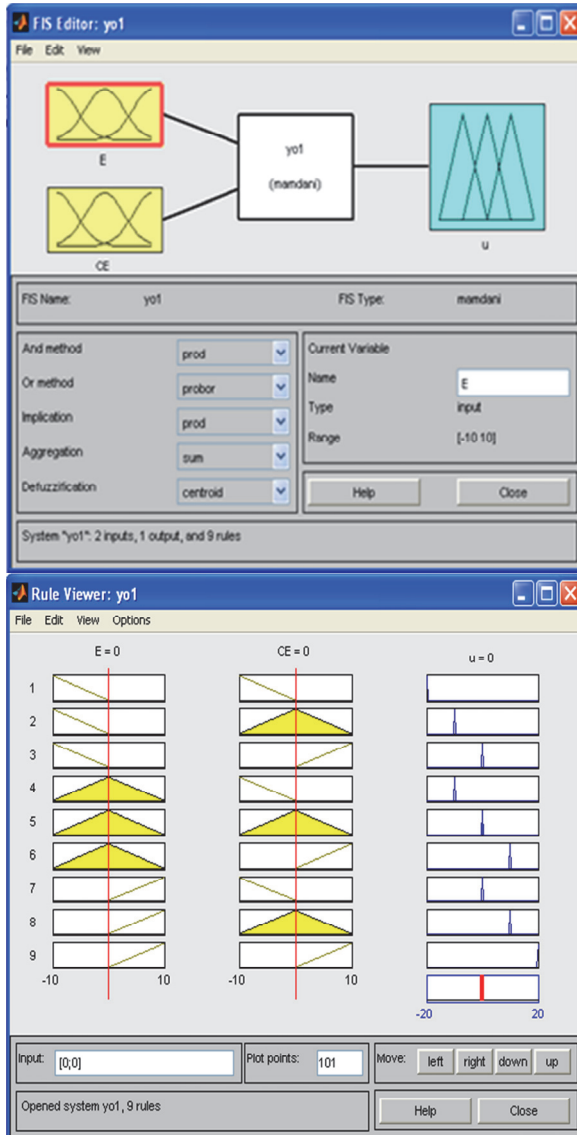 FIS Editor: yo1
File Edit View
E
yo1
(mamdani)
CE
u
FIS Name: yo1 FIS Type: mamdani
And method prod
Or method probor
Implication prod
Aggregation sum
Defuzzification centroid
Current Variable
Name E
Type input
Range [-10 10]
Help Close
System "yo1": 2 inputs, 1 output, and 9 rules
Rule Viewer: yo1
File Edit View Options
E = 0 CE = 0 u = 0
1
2
3
4
5
6
7
8
9
-10 10 -10 10
-20 20
Input: [0;0] Plot points: 101 Move: left right down up
Opened system yo1, 9 rules Help Close